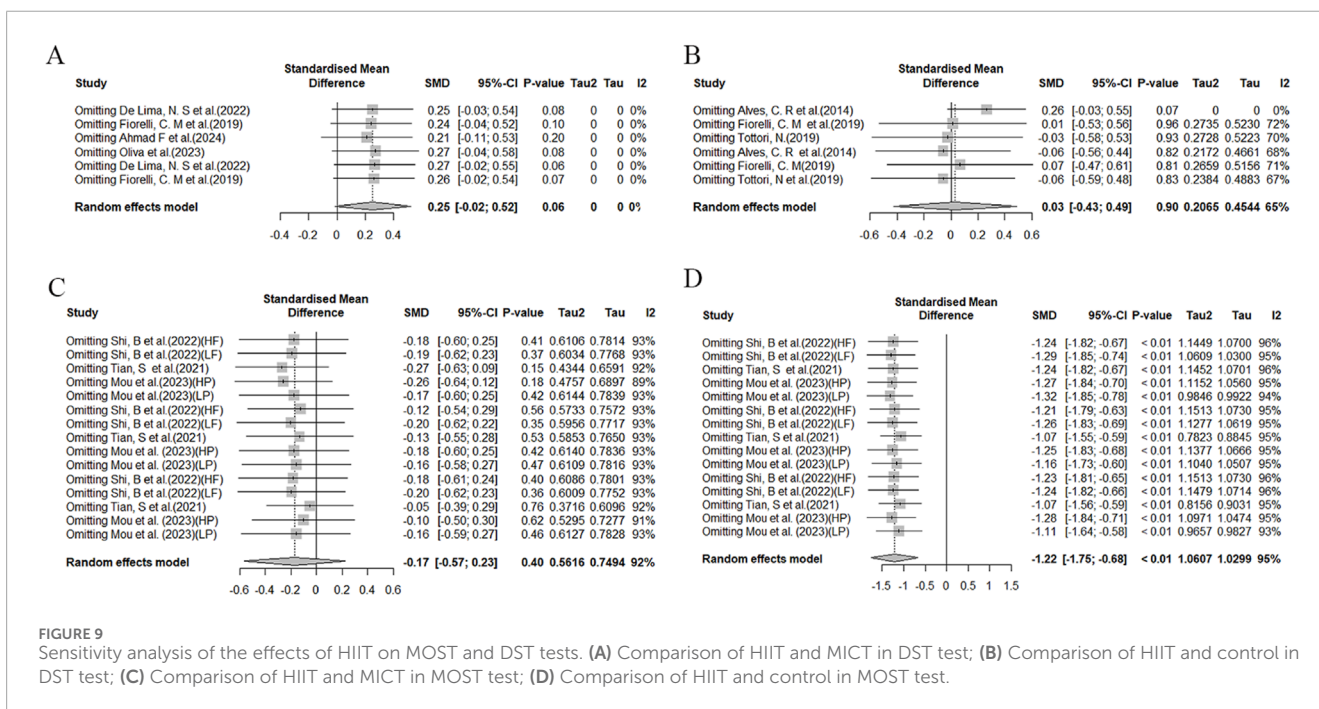 A
Standardised Mean
Study Difference SMD 95%-CI P-value Tau2 Tau I2
Omitting De Lima, N. S et al.(2022) 0.25 [-0.03; 0.54] 0.08 0 0 0%
Omitting Fiorelli, C. M et al.(2019) 0.24 [-0.04; 0.52] 0.10 0 0 0%
Omitting Ahmad F et al.(2024) 0.21 [-0.11; 0.53] 0.20 0 0 0%
Omitting Oliva et al.(2023) 0.27 [-0.04; 0.58] 0.08 0 0 0%
Omitting De Lima, N. S et al.(2022) 0.27 [-0.02; 0.55] 0.06 0 0 0%
Omitting Fiorelli, C. M et al.(2019) 0.26 [-0.02; 0.54] 0.07 0 0 0%
Random effects model 0.25 [-0.02; 0.52] 0.06 0 0 0%
-0.4 -0.2 0 0.2 0.4
B
Standardised Mean
Study Difference SMD 95%-CI P-value Tau2 Tau I2
Omitting Alves, C. R et al.(2014) 0.26 [-0.03; 0.55] 0.07 0 0 0%
Omitting Fiorelli, C. M et al.(2019) 0.01 [-0.53; 0.56] 0.96 0.2735 0.5230 72%
Omitting Tottori, N.(2019) -0.03 [-0.58; 0.53] 0.93 0.2728 0.5223 71%
Omitting Alves, C. R et al.(2014) -0.06 [-0.56; 0.44] 0.82 0.2172 0.4661 68%
Omitting Fiorelli, C. M(2019) 0.07 [-0.47; 0.61] 0.81 0.2659 0.5156 71%
Omitting Tottori, N et al.(2019) -0.06 [-0.59; 0.48] 0.83 0.2384 0.4883 67%
Random effects model 0.03 [-0.43; 0.49] 0.90 0.2065 0.4544 65%
-0.6 -0.4 -0.2 0 0.2 0.4 0.6
C
Standardised Mean
Study Difference SMD 95%-CI P-value Tau2 Tau I2
Omitting Shi, B et al.(2022)(HF) -0.18 [-0.60; 0.25] 0.41 0.6106 0.7814 93%
Omitting Shi, B et al.(2022)(LF) -0.19 [-0.62; 0.23] 0.37 0.6034 0.7768 93%
Omitting Tian, S et al.(2021) -0.27 [-0.63; 0.09] 0.15 0.4344 0.6591 92%
Omitting Mou et al.(2023)(HP) -0.26 [-0.64; 0.12] 0.18 0.4757 0.6897 89%
Omitting Mou et al.(2023)(LP) -0.17 [-0.60; 0.25] 0.42 0.6144 0.7839 93%
Omitting Shi, B et al.(2022)(HF) -0.12 [-0.54; 0.29] 0.56 0.5733 0.7572 93%
Omitting Shi, B et al.(2022)(LF) -0.20 [-0.62; 0.22] 0.35 0.5956 0.7717 93%
Omitting Tian, S et al.(2021) -0.13 [-0.55; 0.28] 0.53 0.5853 0.7650 93%
Omitting Mou et al. (2023)(HP) -0.18 [-0.60; 0.25] 0.42 0.6140 0.7836 93%
Omitting Mou et al. (2023)(LP) -0.16 [-0.58; 0.27] 0.47 0.6109 0.7816 93%
Omitting Shi, B et al.(2022)(HF) -0.18 [-0.61; 0.24] 0.40 0.6086 0.7801 93%
Omitting Shi, B et al.(2022)(LF) -0.20 [-0.62; 0.23] 0.36 0.6009 0.7752 93%
Omitting Tian, S et al.(2021) -0.05 [-0.39; 0.29] 0.76 0.3716 0.6096 92%
Omitting Mou et al. (2023)(HP) -0.10 [-0.50; 0.30] 0.62 0.5295 0.7277 91%
Omitting Mou et al. (2023)(LP) -0.16 [-0.59; 0.27] 0.46 0.6127 0.7828 93%
Random effects model -0.17 [-0.57; 0.23] 0.40 0.5616 0.7494 92%
-0.6 -0.4 -0.2 0 0.2 0.4 0.6
D
Standardised Mean
Study Difference SMD 95%-CI P-value Tau2 Tau I2
Omitting Shi, B et al.(2022)(HF) -1.24 [-1.82; -0.67] < 0.01 1.1449 1.0700 96%
Omitting Shi, B et al.(2022)(LF) -1.29 [-1.85; -0.74] < 0.01 1.0609 1.0300 95%
Omitting Tian, S et al.(2021) -1.24 [-1.82; -0.67] < 0.01 1.1452 1.0701 95%
Omitting Mou et al.(2023)(HP) -1.27 [-1.84; -0.70] < 0.01 1.1152 1.0560 95%
Omitting Mou et al.(2023)(LP) -1.32 [-1.85; -0.78] < 0.01 0.9846 0.9922 94%
Omitting Shi, B et al.(2022)(HF) -1.21 [-1.79; -0.63] < 0.01 1.1513 1.0730 95%
Omitting Shi, B et al.(2022)(LF) -1.26 [-1.83; -0.69] < 0.01 1.1277 1.0619 95%
Omitting Tian, S et al.(2021) -1.07 [-1.55; -0.59] < 0.01 0.7823 0.8845 95%
Omitting Mou et al.(2023)(HP) -1.25 [-1.83; -0.68] < 0.01 1.1377 1.0666 95%
Omitting Mou et al. (2023)(LP) -1.16 [-1.73; -0.60] < 0.01 1.1040 1.0507 95%
Omitting Shi, B et al.(2022)(HF) -1.23 [-1.81; -0.65] < 0.01 1.1513 1.0730 95%
Omitting Shi, B et al.(2022)(LF) -1.24 [-1.82; -0.66] < 0.01 1.1479 1.0714 95%
Omitting Tian, S et al.(2021) -1.07 [-1.56; -0.59] < 0.01 0.8156 0.9031 95%
Omitting Mou et al. (2023)(HP) -1.28 [-1.84; -0.71] < 0.01 1.0971 1.0474 95%
Omitting Mou et al. (2023)(LP) -1.11 [-1.64; -0.58] < 0.01 0.9657 0.9827 95%
Random effects model -1.22 [-1.75; -0.68] < 0.01 1.0607 1.0299 95%
-1.5 -1 -0.5 0 0.5 1 1.5
FIGURE 9
Sensitivity analysis of the effects of HIIT on MOST and DST tests. (A) Comparison of HIIT and MICT in DST test; (B) Comparison of HIIT and control in
DST test; (C) Comparison of HIIT and MICT in MOST test; (D) Comparison of HIIT and control in MOST test.